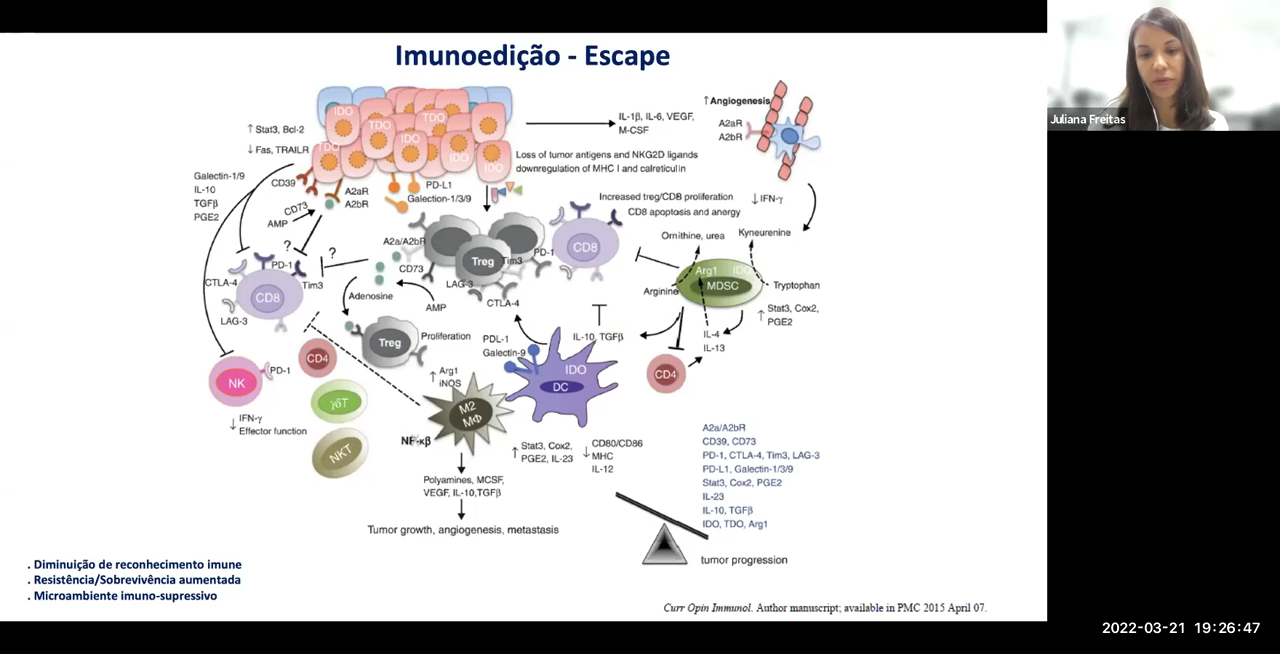 Imunoedição - Escape
Juliana Freitas
IDO
TDO
TDO
IDO
TDO
IDO
IDO
↑ Stat3, Bcl-2
↓ Fas, TRAILR
IL-1β, IL-6, VEGF,
M-CSF
↑Angiogenesis
A2aR
A2bR
Loss of tumor antigens and NKG2D ligands
downregulation of MHC I and calreticulin
Galectin-1/9
IL-10
TGFβ
PGE2
CD39
CD73
AMP
A2aR
A2bR
PD-L1
Galection-1/3/9
Increased treg/CD8 proliferation
CD8 apoptosis and anergy
↓ IFN-γ
Ornithine, urea
Kyneurenine
?
?
A2a/A2bR
CD73
Treg
Tim3
PD-1
LAG-3
CTLA-4
CD8
PD-1
CTLA-4
Tim3
CD8
LAG-3
Adenosine
AMP
Arg1
IDO
MDSC
Arginine
Tryptophan
↑ Stat3, Cox2,
PGE2
Treg
Proliferation
PDL-1
Galectin-9
IL-10, TGFβ
IL-4
IL-13
CD4
NK
PD-1
CD4
↑ Arg1
iNOS
IDO
DC
↓ IFN-γ
Effector function
γδT
NKT
M2
MΦ
NF-κβ
↑ Stat3, Cox2,
PGE2, IL-23
↓ CD80/CD86
MHC
IL-12
Polyamines, MCSF,
VEGF, IL-10,TGFβ
Tumor growth, angiogenesis, metastasis
A2a/A2bR
CD39, CD73
PD-1, CTLA-4, Tim3, LAG-3
PD-L1, Galectin-1/3/9
Stat3, Cox2, PGE2
IL-23
IL-10, TGFβ
IDO, TDO, Arg1
tumor progression
. Diminuição de reconhecimento imune
. Resistência/Sobrevivência aumentada
. Microambiente imuno-supressivo
Curr Opin Immunol. Author manuscript; available in PMC 2015 April 07.
2022-03-21 19:26:47